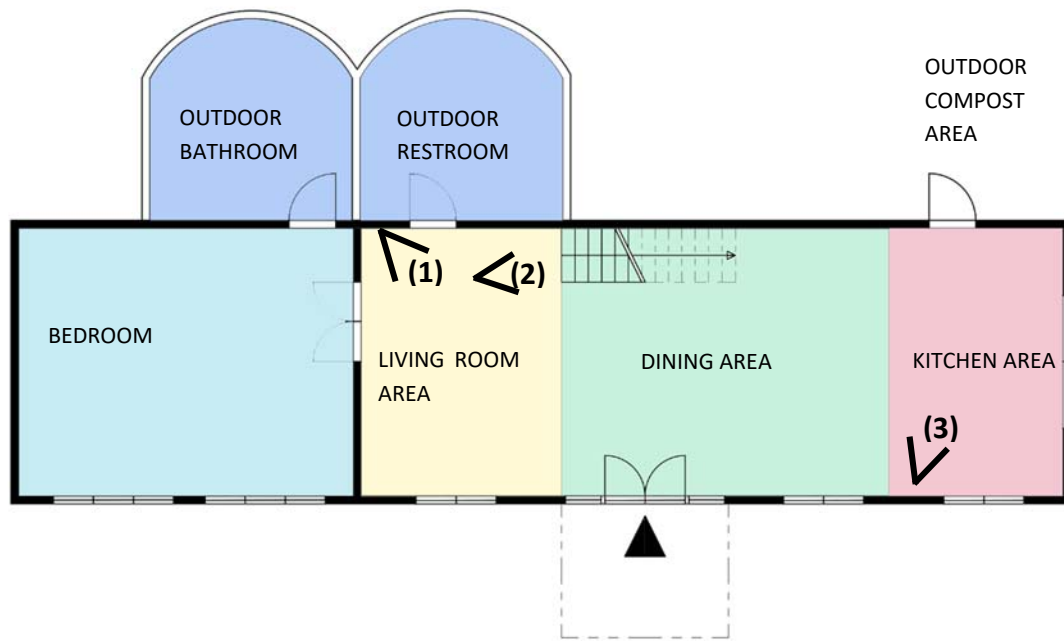 OUTDOOR
BATHROOM
OUTDOOR
RESTROOM
OUTDOOR
COMPOST
AREA
(1)
(2)
BEDROOM
LIVING ROOM
AREA
DINING AREA
KITCHEN AREA
(3)